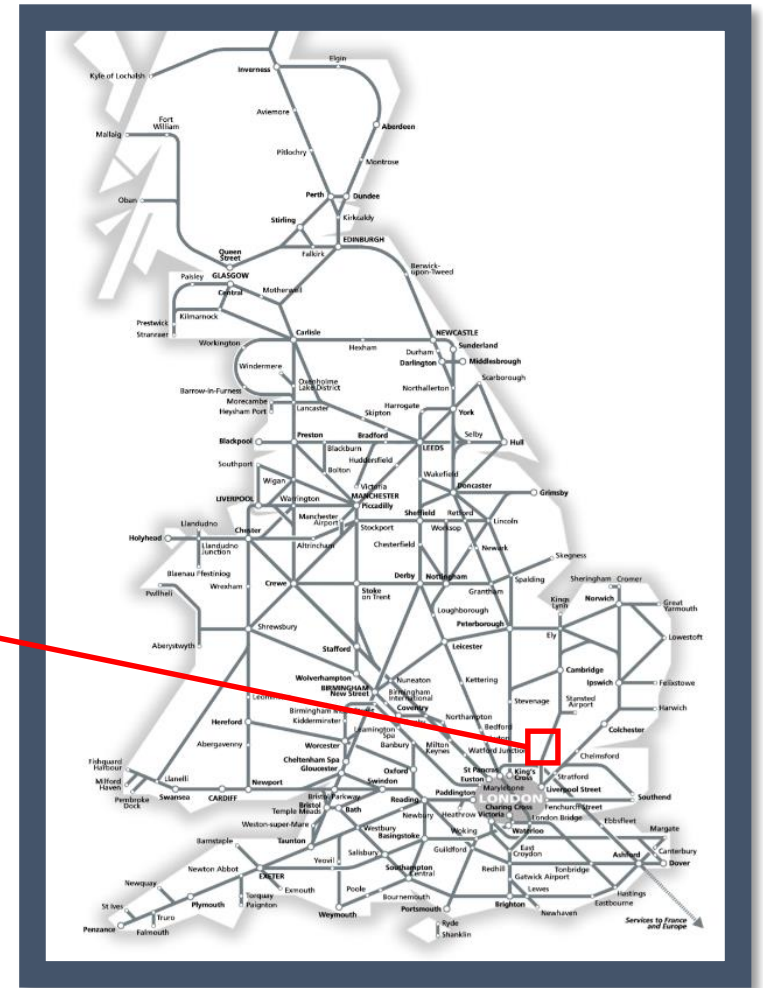 Elgin
Inverness
Kyle of Lochalsh
Aviemore
Fort
William
Mallaig
Aberdeen
Pitlochry
Montrose
Perth
Dundee
Oban
Kirkcaldy
Stirling
EDINBURGH
Queen
Street
Falkirk
Berwick-
upon-Tweed
Paisley
GLASGOW
Central
Motherwell
Kilmarnock
Prestwick
Stranraer
Carlisle
NEWCASTLE
Workington
Hexham
Sunderland
Durham
Darlington
Middlesbrough
Windermere
Scarborough
Oxenholme
Lake District
Barrow-in-Furness
Northallerton
Morecambe
Heysham Port
Lancaster
Harrogate
Skipton
York
Preston
Bradford
Selby
Blackpool
Hull
Blackburn
LEEDS
Huddersfield
Southport
Bolton
Wakefield
Wigan
Victoria
Doncaster
MANCHESTER
Piccadilly
Grimsby
LIVERPOOL
Warrington
Manchester
Airport
Sheffield
Retford
Llandudno
Stockport
Worksop
Lincoln
Holyhead
Chester
Llandudno
Junction
Altrincham
Chesterfield
Newark
Skegness
Blaenau Ffestiniog
Pwllheli
Wrexham
Crewe
Stoke
on Trent
Derby
Nottingham
Grantham
Spalding
Sheringham
Cromer
Kings
Lynn
Norwich
Great
Yarmouth
Loughborough
Peterborough
Shrewsbury
Ely
Lowestoft
Aberystwyth
Stafford
Leicester
Cambridge
Wolverhampton
BIRMINGHAM
New Street
Nuneaton
Birmingham
International
Kettering
Ipswich
Felixstowe
Stansted
Airport
Stevenage
Coventry
Harwich
Kidderminster
Northampton
Hereford
Leamington
Spa
Bedford
Colchester
Abergavenny
Worcester
Banbury
Milton
Keynes
Watford Junction
Chelmsford
Cheltenham Spa
Gloucester
Oxford
St Pancras
Euston
King's
Cross
Stratford
Fishguard
Harbour
Milford
Haven
Llanelli
Newport
Swindon
Marylebone
Liverpool Street
Pembroke
Dock
Swansea
CARDIFF
Bristol Parkway
Reading
Paddington
LONDON
Southend
Bristol
Temple Meads
Bath
Newbury
Heathrow
Charing Cross
Victoria
Fenchurch Street
London Bridge
Ebbsfleet
Weston-super-Mare
Westbury
Basingstoke
Woking
Waterloo
Margate
Barnstaple
Taunton
Salisbury
Guildford
East
Croydon
Canterbury
Yeovil
Ashford
Dover
Newton Abbot
EXETER
Southampton
Central
Redhill
Tonbridge
Gatwick Airport
Newquay
Exmouth
Poole
Lewes
Hastings
Torquay
Paignton
Bournemouth
Eastbourne
St Ives
Plymouth
Portsmouth
Brighton
Newhaven
Truro
Weymouth
Penzance
Falmouth
Ryde
Shanklin
Services to France
and Europe